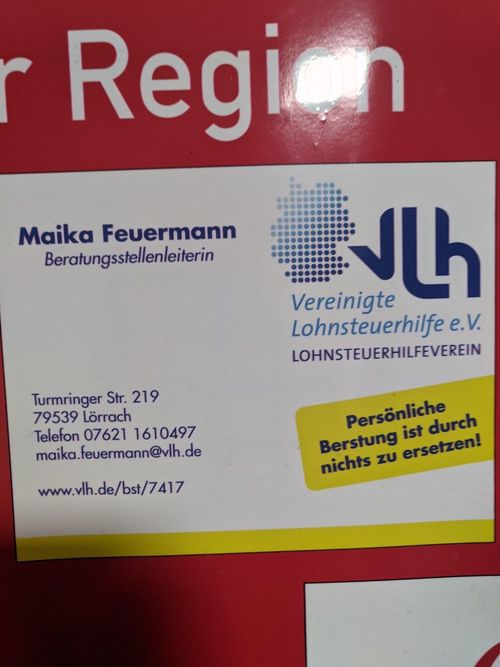 r Region
Maika Feuermann
Beratungsstellenleiterin
vlh
Vereinigte
Lohnsteuerhilfe e.V.
LOHNSTEUERHILFEVEREIN
Turmringer Str. 219
79539 Lörrach
Telefon 07621 1610497
maika.feuermann@vlh.de
www.vlh.de/bst/7417
Persönliche
Berstung ist durch
nichts zu ersetzen!